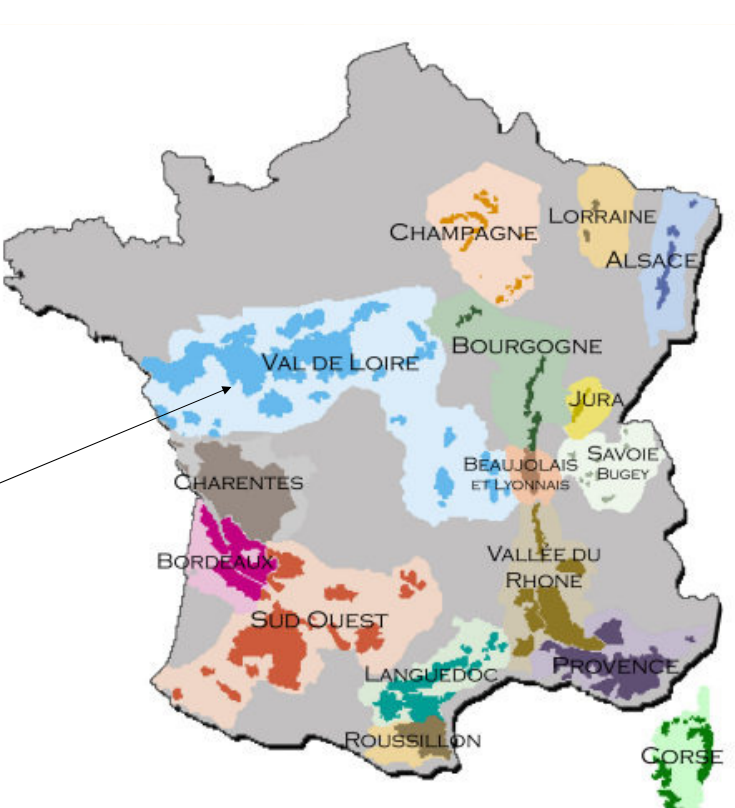 LORRAINE
CHAMPAGNE
ALSACE
BOURGOGNE
VAL DE LOIRE
JURA
SAVOIE
BUGEY
BEAUJOLAIS
ET LYONNAIS
CHARENTES
VALLÉE DU
RHONE
BORDEAUX
SUD OUEST
PROVENCE
LANGUEDOC
ROUSSILLON
CORSE